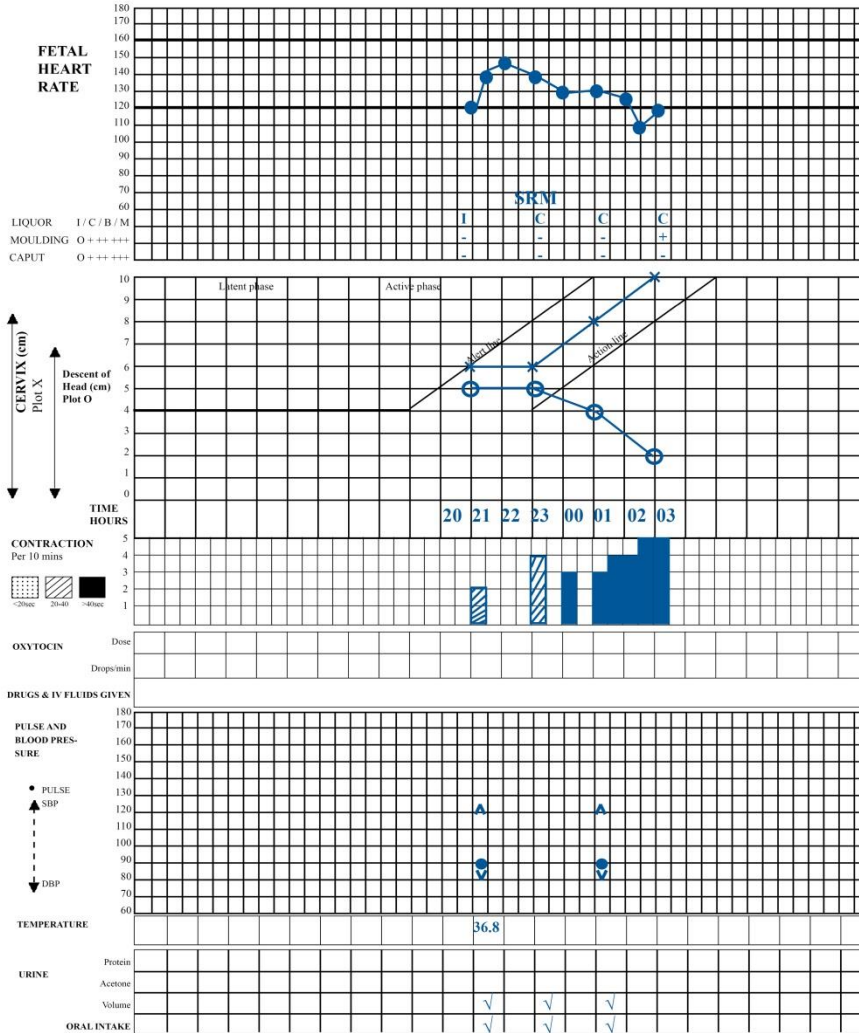 180
170
160
FETAL
HEART
RATE
150
140
130
120
110
100
90
80
70
60
SRM
LIQUOR I / C / B / M I C C C
MOULDING O + ++ +++ - - - +
CAPUT O + ++ +++ - - - -
10
Latent phase Active phase
9
8
7
6
5
4
3
2
1
0
Alert line
Action line
CERVIX (cm)
Plot X
Descent of
Head (cm)
Plot O
TIME
HOURS
20 21 22 23 00 01 02 03
CONTRACTION
Per 10 mins
5
4
3
2
1
<20sec 20-40 >40sec
OXYTOCIN
Dose
Drops/min
DRUGS & IV FLUIDS GIVEN
180
170
160
150
140
130
120
110
100
90
80
70
60
PULSE AND
BLOOD PRES-
SURE
PULSE
SBP
DBP
TEMPERATURE 36.8
URINE
Protein
Acetone
Volume √ √ √
ORAL INTAKE √ √ √